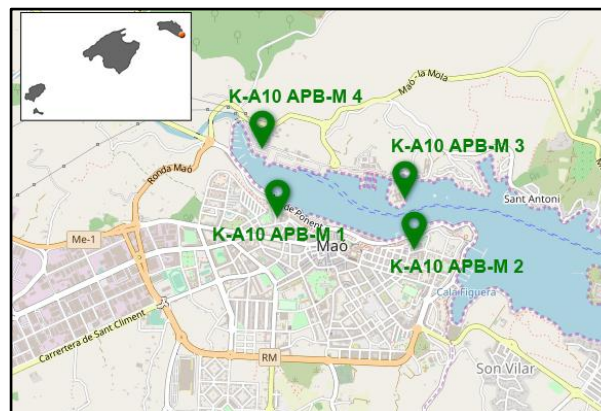 K-A10 APB-M 4
Maó - la Mola
K-A10 APB-M 3
Ronda Maó
Sant Antoni
de Ponent
K-A10 APB-M 1
Me-1
Maó
K-A10 APB-M 2
Cala Figuera
Carrertera de Sant Climent
RM
Son Vilar